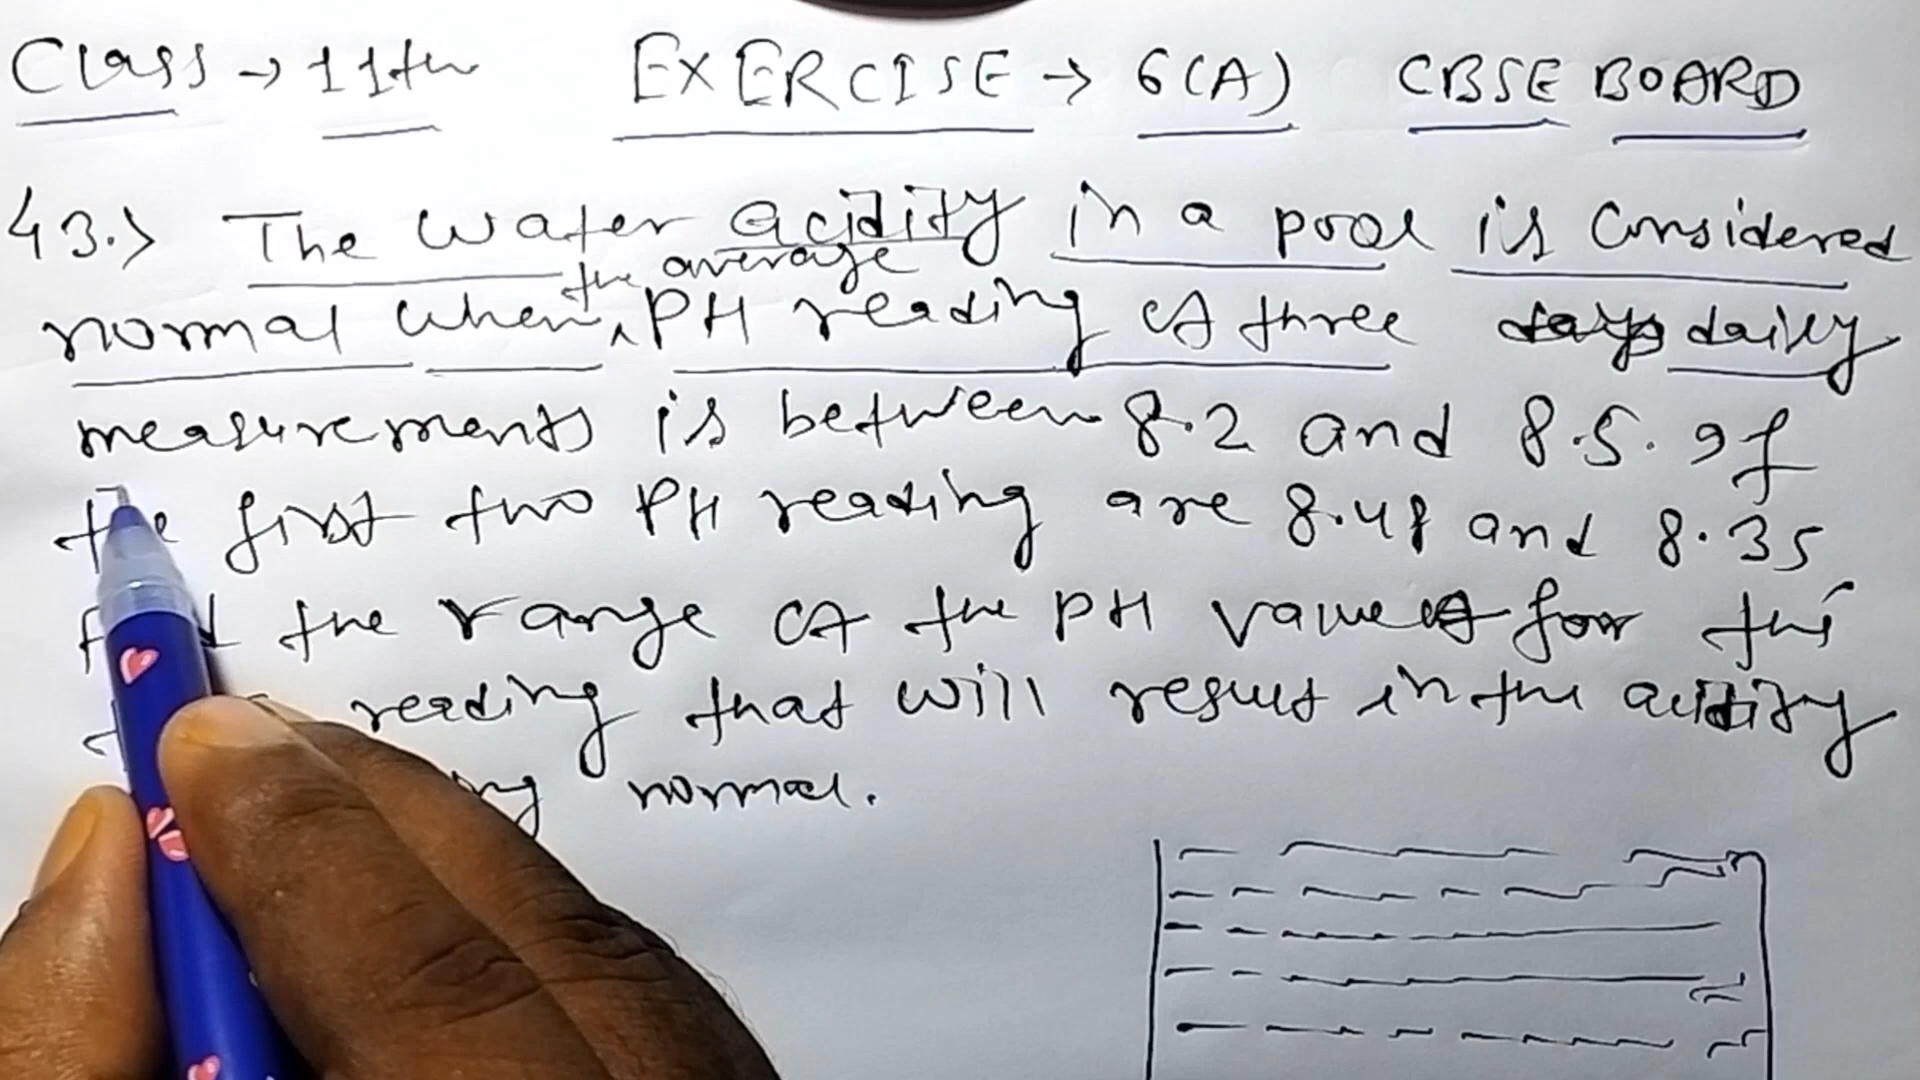 Class → 11th EXERCISE → 6(A) CBSE BOARD
43.> The water acidity in a pool is considered
the average
normal when PH reading of three days daily
measurements is between 8.2 and 8.5. If
the first two PH reading are 8.48 and 8.35
the range of the PH value for the
reading that will result in the acidity
normal.